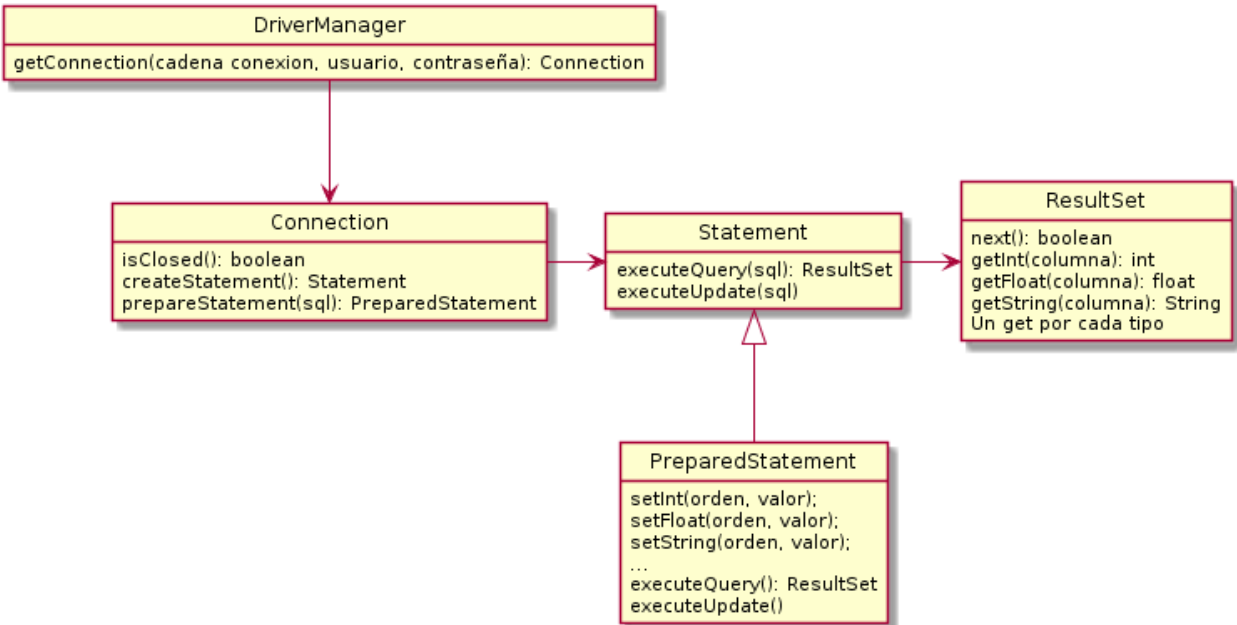 DriverManager
getConnection(cadena conexion, usuario, contraseña): Connection
Connection
isClosed(): boolean
createStatement(): Statement
prepareStatement(sql): PreparedStatement
Statement
executeQuery(sql): ResultSet
executeUpdate(sql)
ResultSet
next(): boolean
getInt(columna): int
getFloat(columna): float
getString(columna): String
Un get por cada tipo
PreparedStatement
setInt(orden, valor);
setFloat(orden, valor);
setString(orden, valor);
...
executeQuery(): ResultSet
executeUpdate()